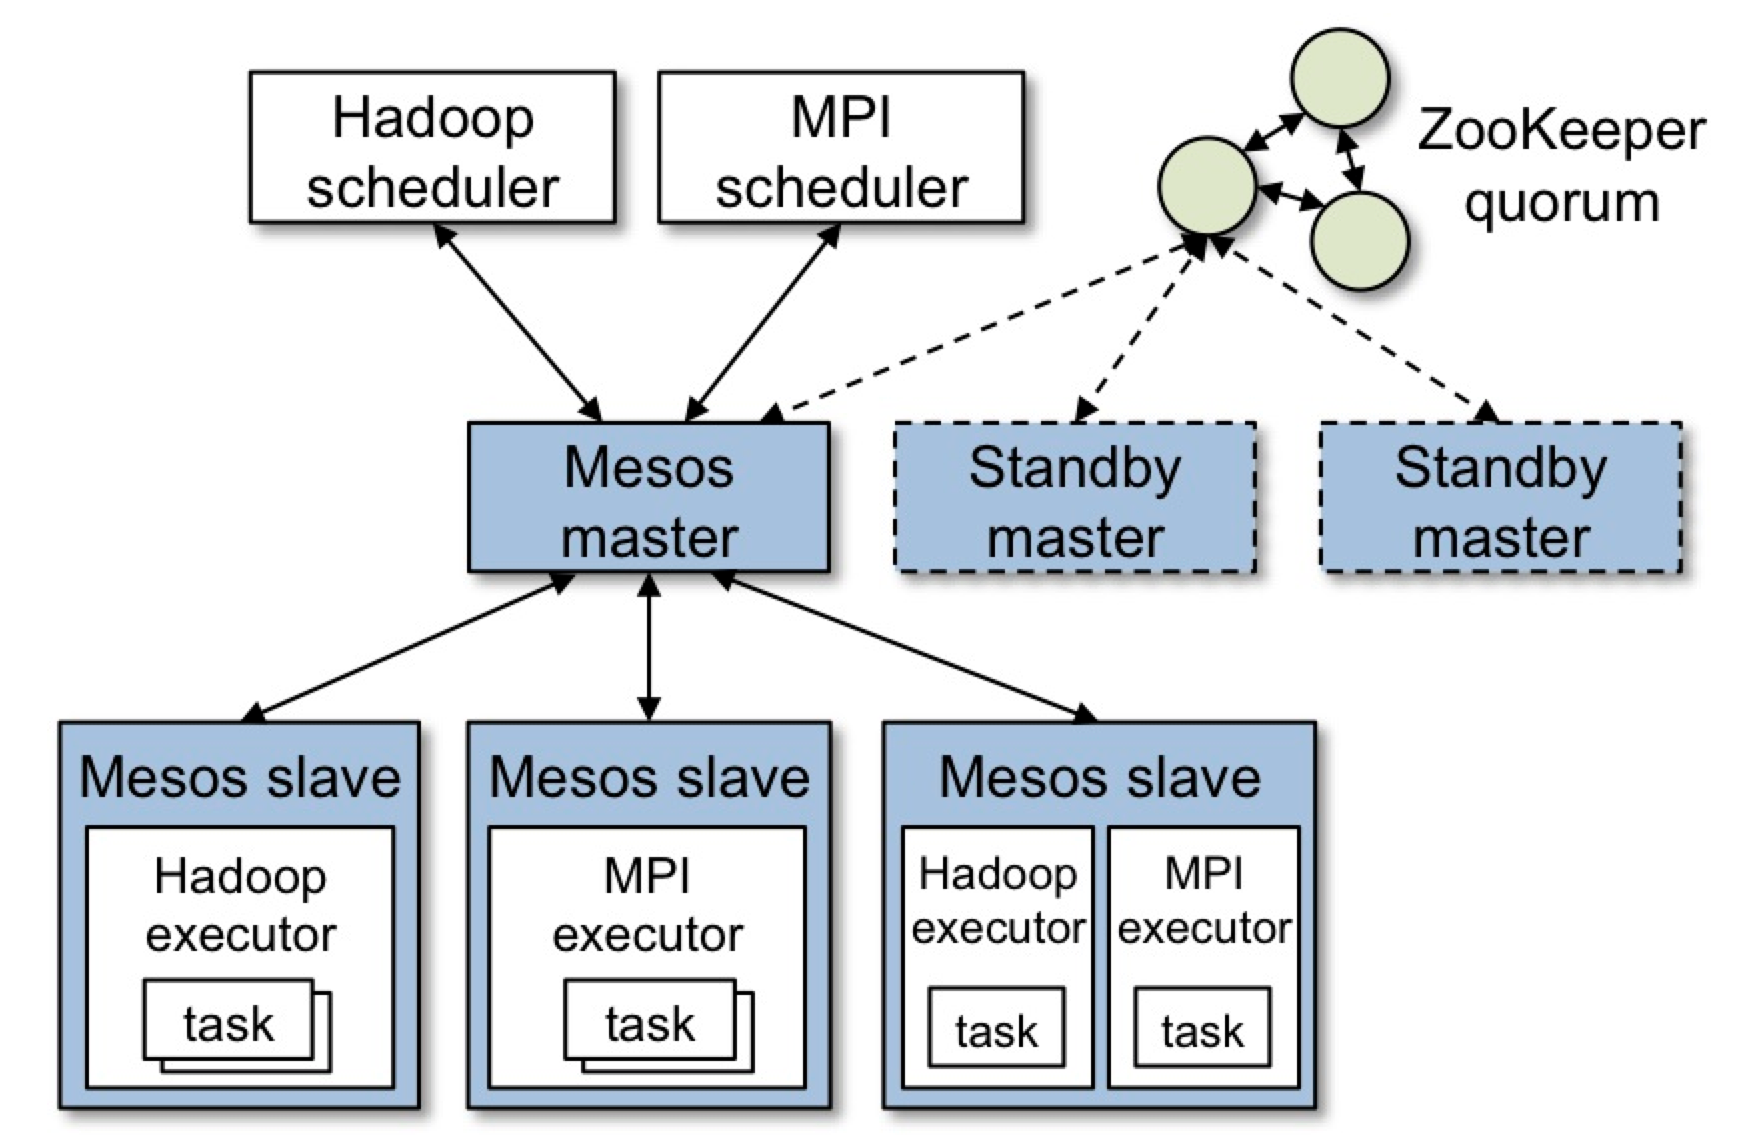 Hadoop
scheduler
MPI
scheduler
ZooKeeper
quorum
Mesos
master
Standby
master
Standby
master
Mesos slave
Hadoop
executor
task
Mesos slave
MPI
executor
task
Mesos slave
Hadoop
executor
task
MPI
executor
task